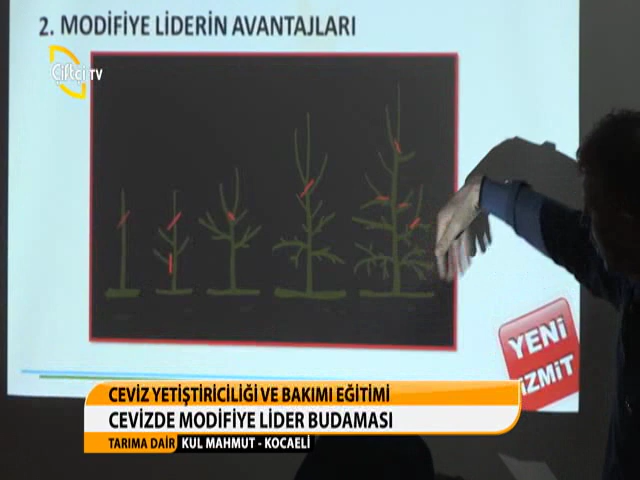 2. MODİFİYE LİDERİN AVANTAJLARI
Çiftçi TV
YENİ
İZMİT
CEVİZ YETİŞTİRİCİLİĞİ VE BAKIMI EĞİTİMİ
CEVİZDE MODİFİYE LİDER BUDAMASI
TARIMA DAİR KUL MAHMUT - KOCAELİ